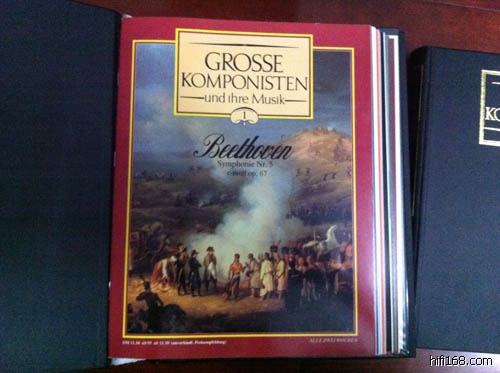 GROSSE
KOMPONISTEN
und ihre Musik
1
Beethoven
Symphonie Nr. 5
c-moll op. 67
ALLE ZWEI WOCHEN
KO
hifi168.com